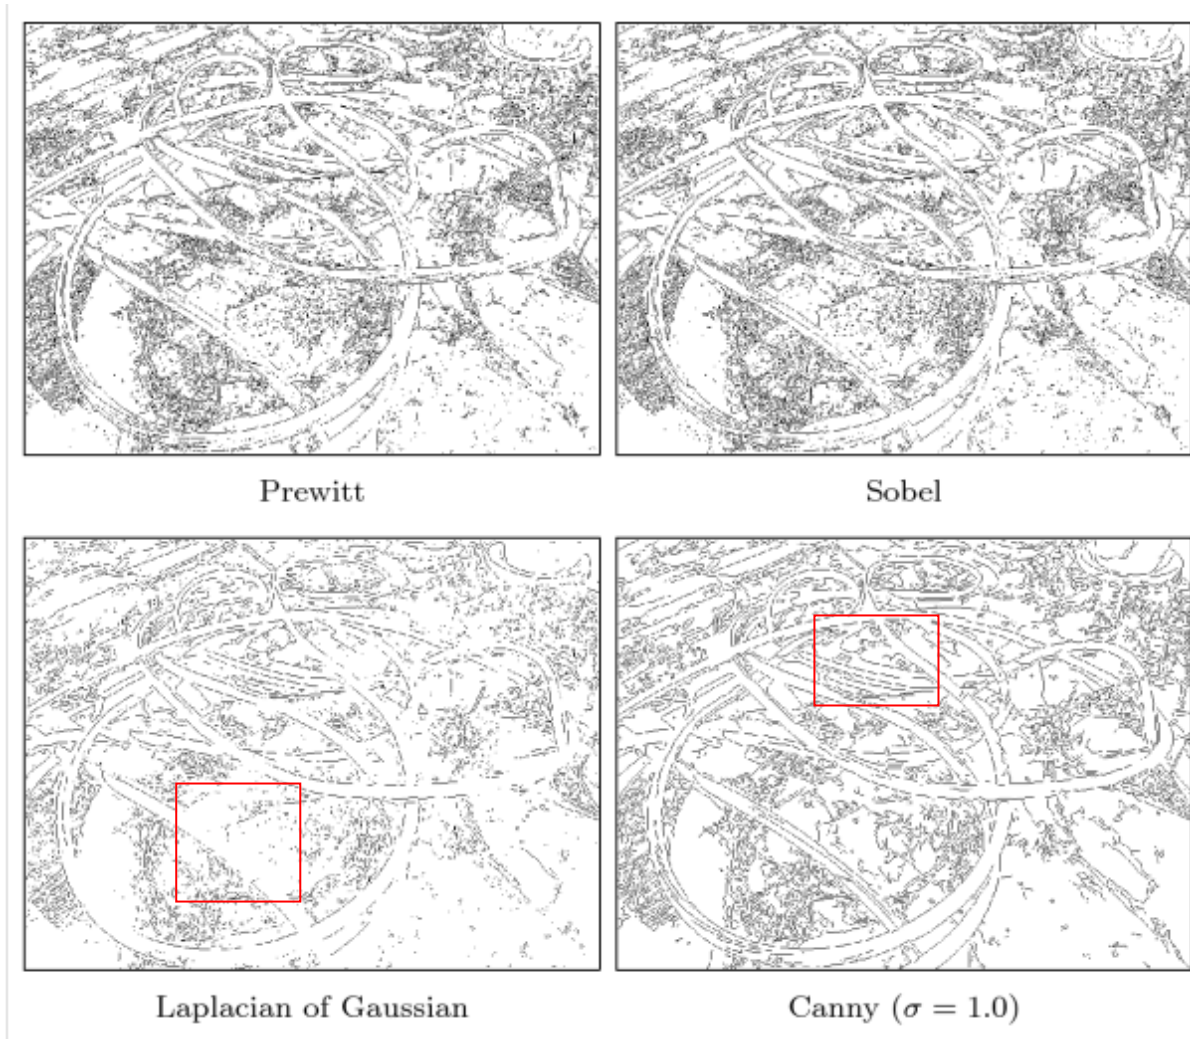 Prewitt
Sobel
Laplacian of Gaussian
Canny (σ = 1.0)